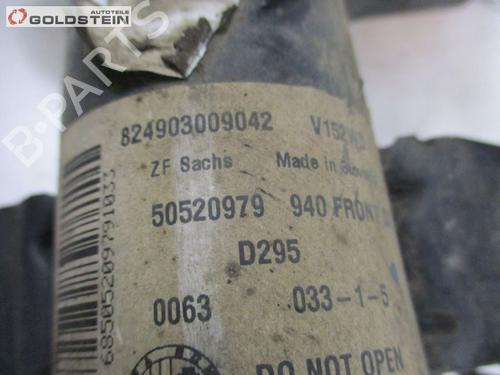 AUTOTEILE
GOLDSTEIN
B-PARTS
824903009042
ZF Sachs Made in
50520979 940 FRONT
D295
0063 033-1-5
DO NOT OPEN
68505209791033